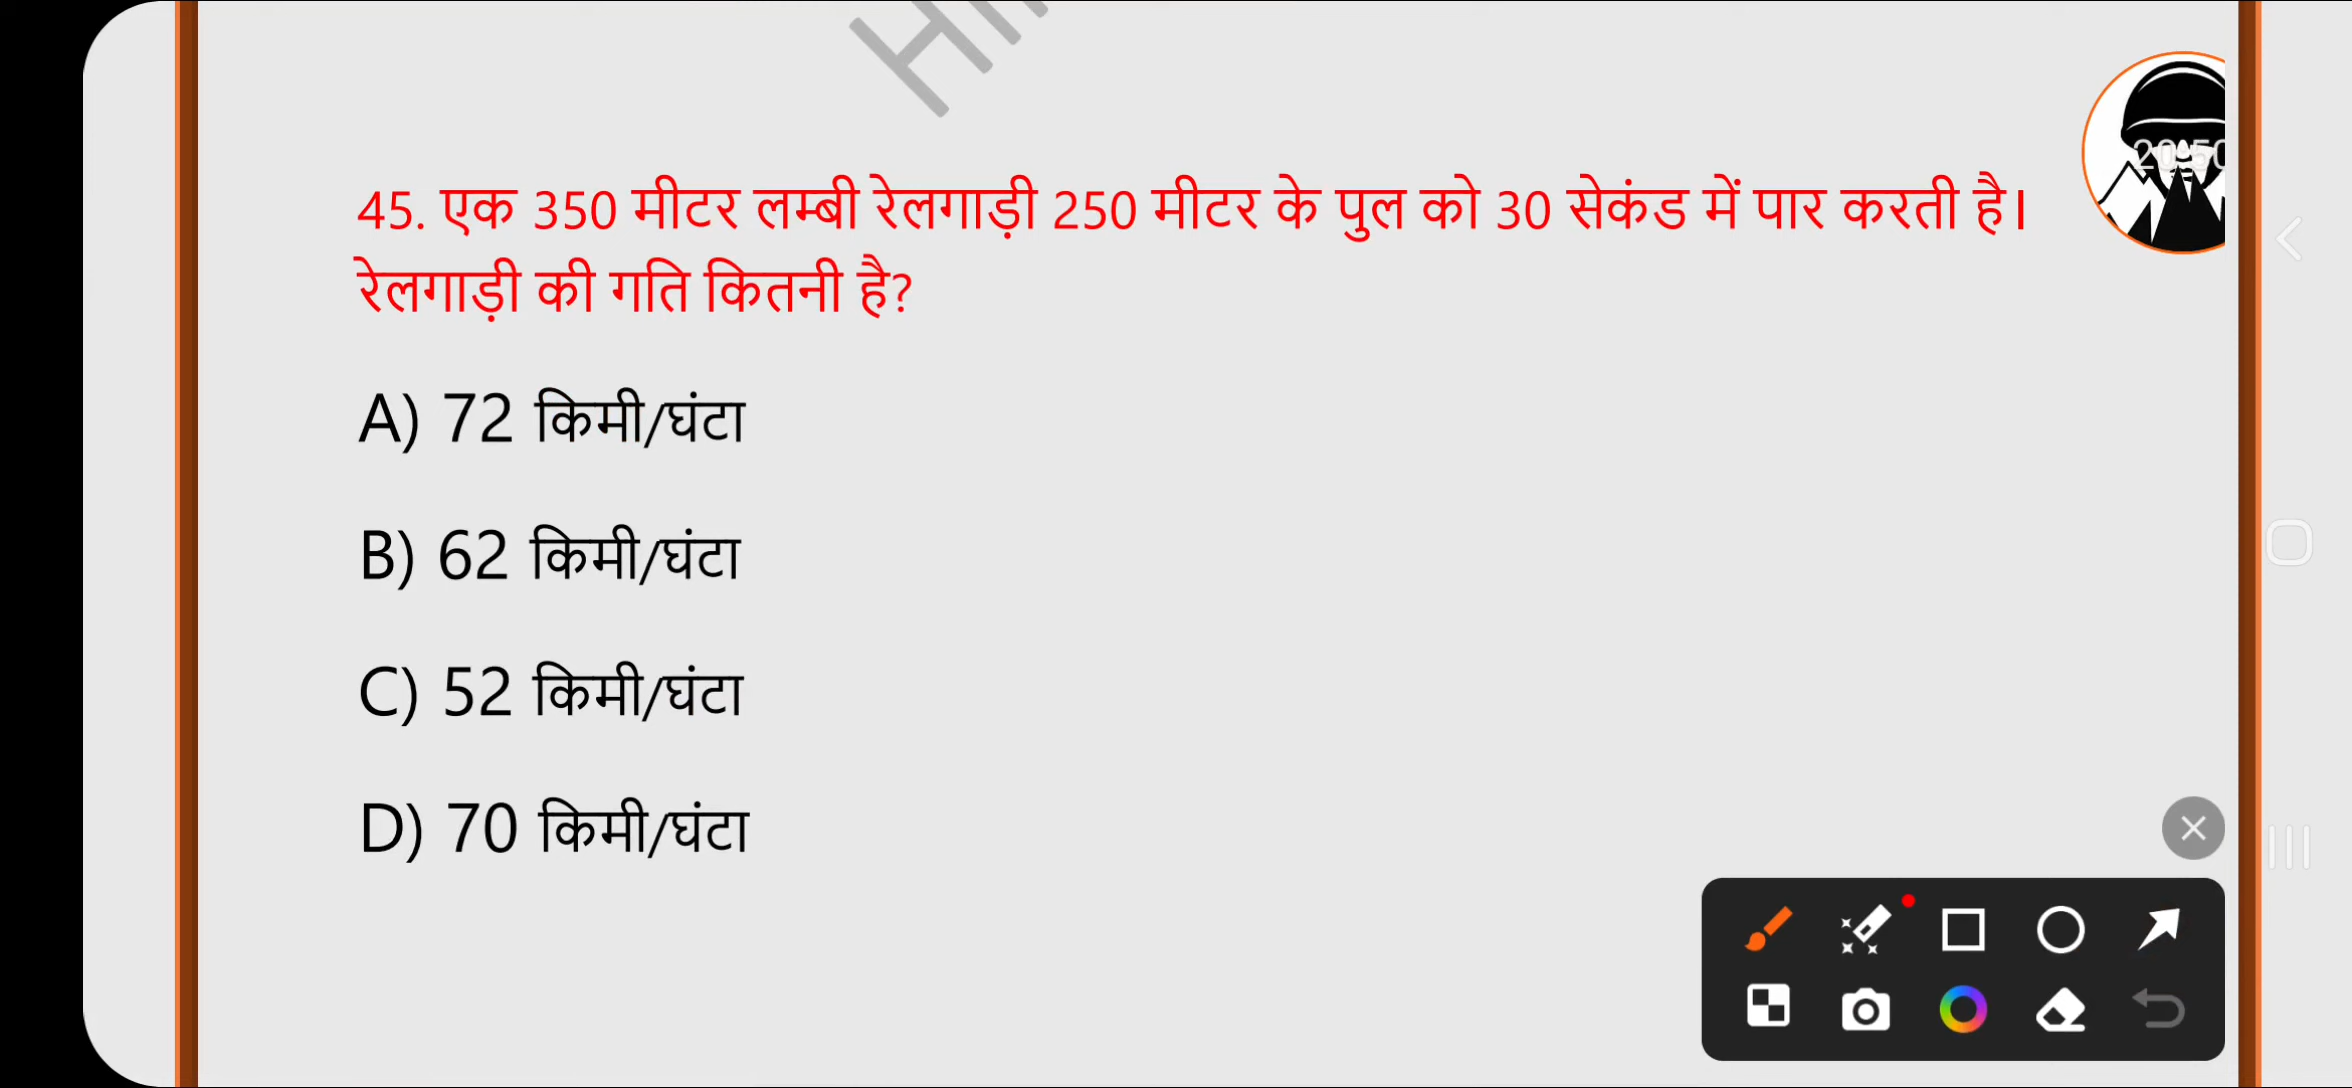 45. एक 350 मीटर लम्बी रेलगाड़ी 250 मीटर के पुल को 30 सेकंड में पार करती है।
रेलगाड़ी की गति कितनी है?
A) 72 किमी/घंटा
B) 62 किमी/घंटा
C) 52 किमी/घंटा
D) 70 किमी/घंटा